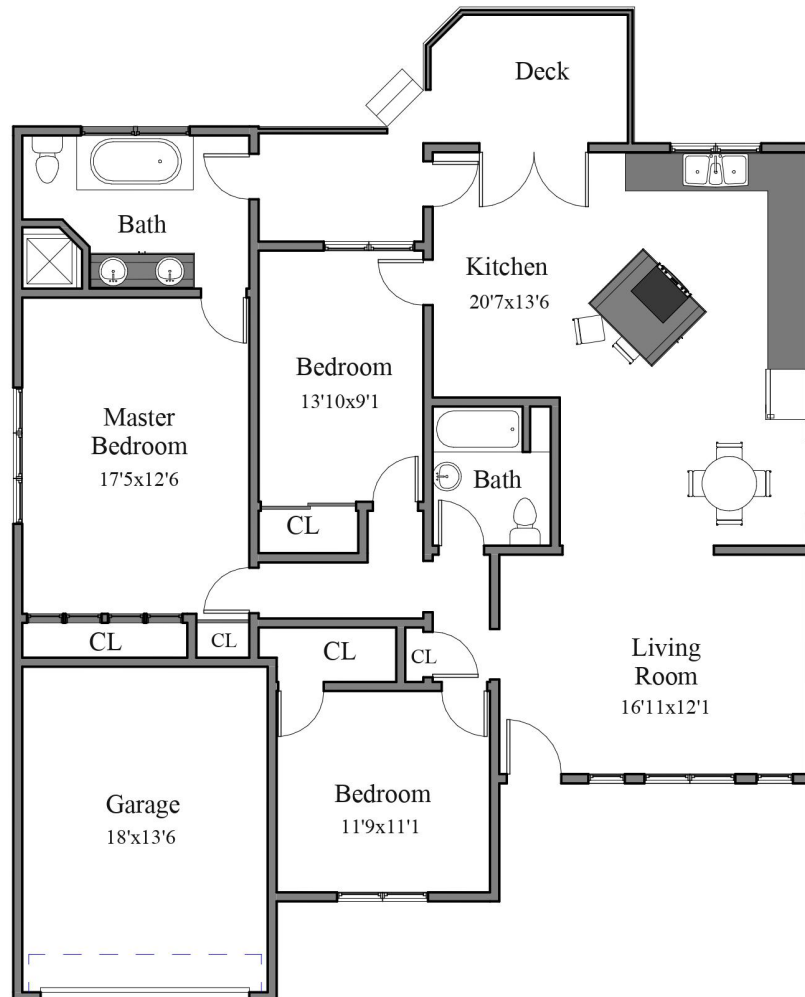 Deck
Bath
Kitchen
20'7x13'6
Bedroom
13'10x9'1
Master
Bedroom
17'5x12'6
Bath
CL
CL
CL
CL
CL
Living
Room
16'11x12'1
Garage
18'x13'6
Bedroom
11'9x11'1